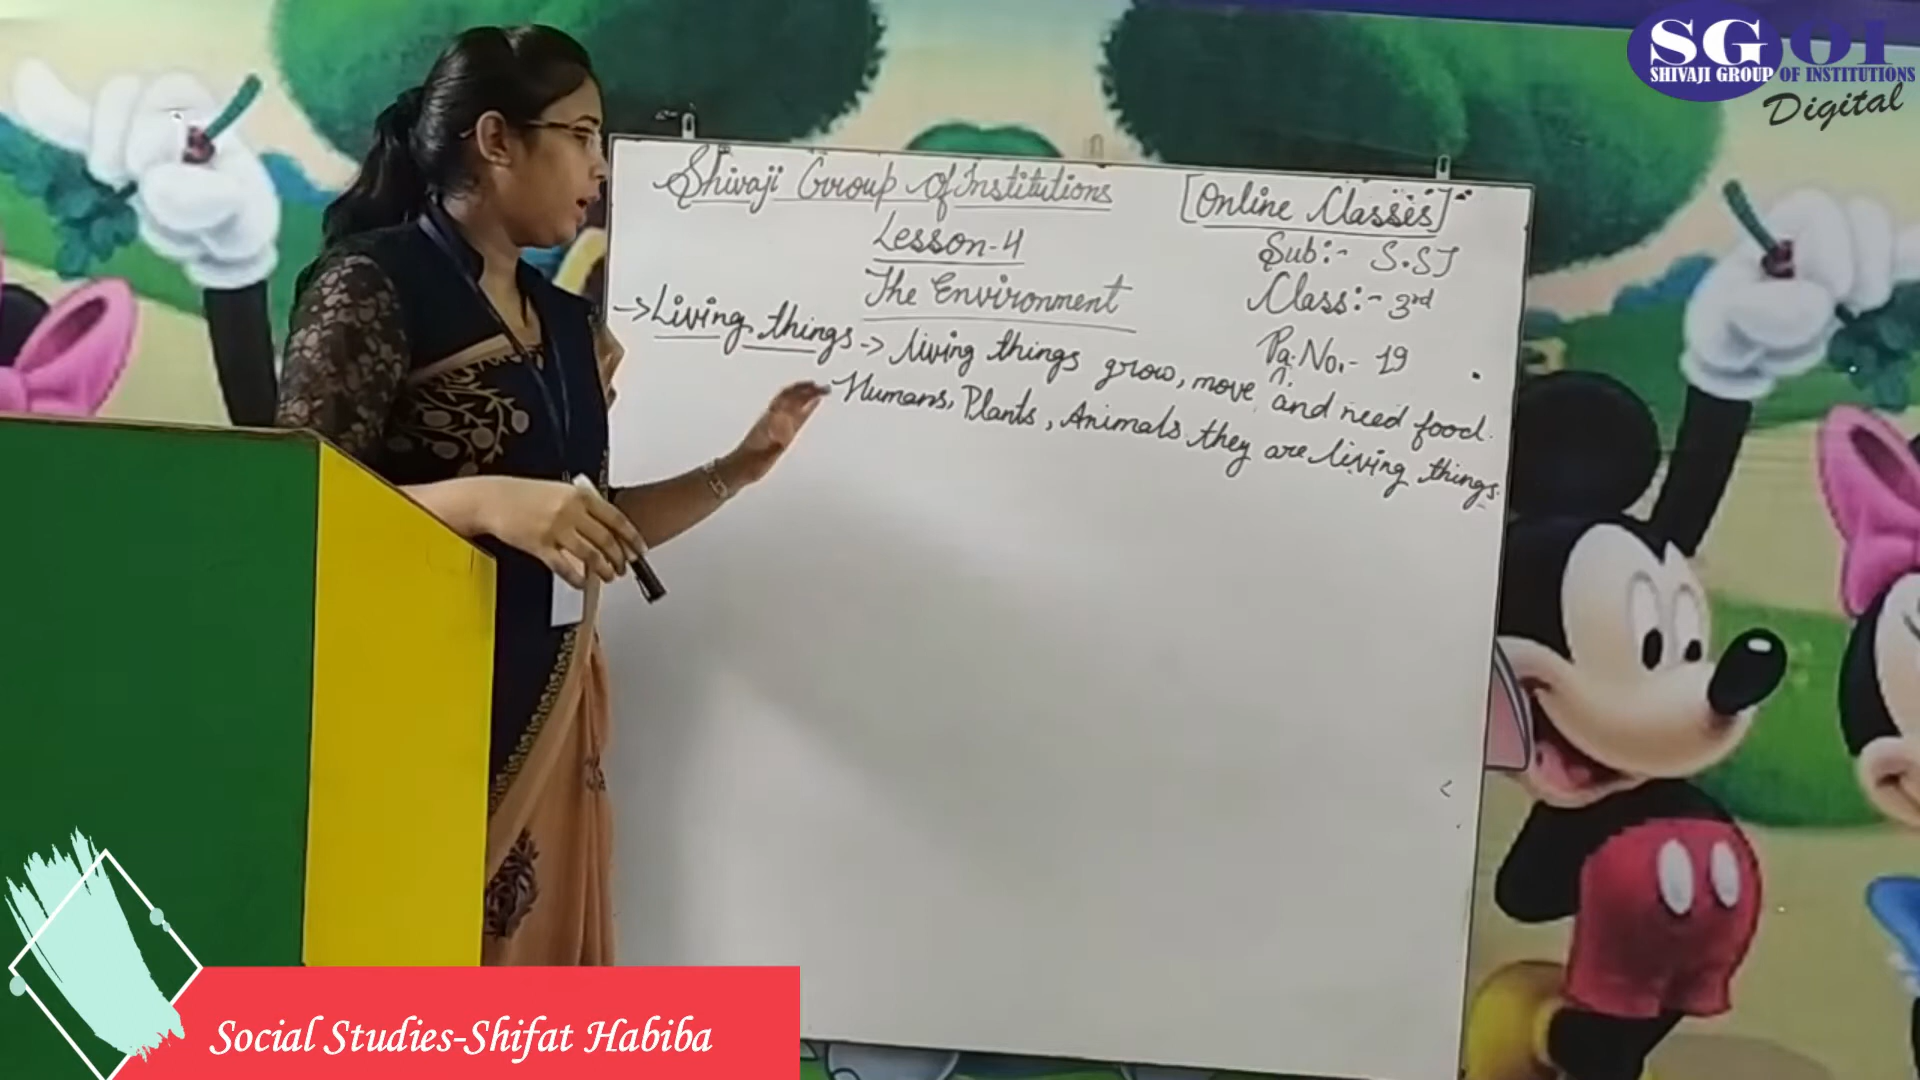 SGOI
SHIVAJI GROUP OF INSTITUTIONS
Digital
Shivaji Group of Institutions
[Online Classes]
Lesson-4
Sub:- S.ST
The Environment
Class:- 3rd
Pg.No.- 19
→Living things → living things grow, move, and need food.
Humans, Plants, Animals they are living things.
Social Studies-Shifat Habiba